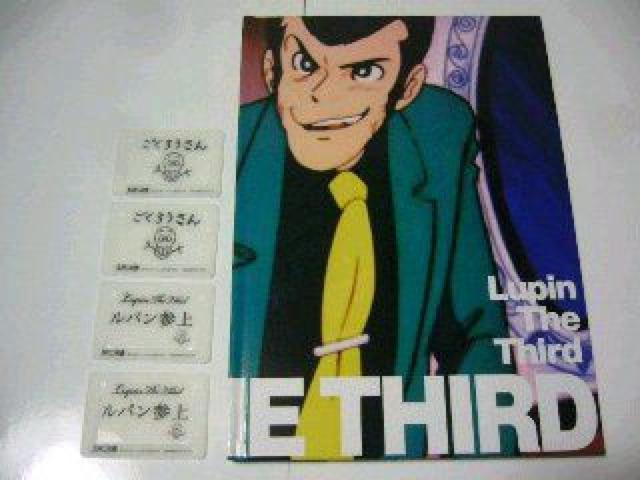 ごくろうさん
ごくろうさん
Lupin The Third
ルパン参上
Lupin The Third
ルパン参上
Lupin
The
Third
E THIRD